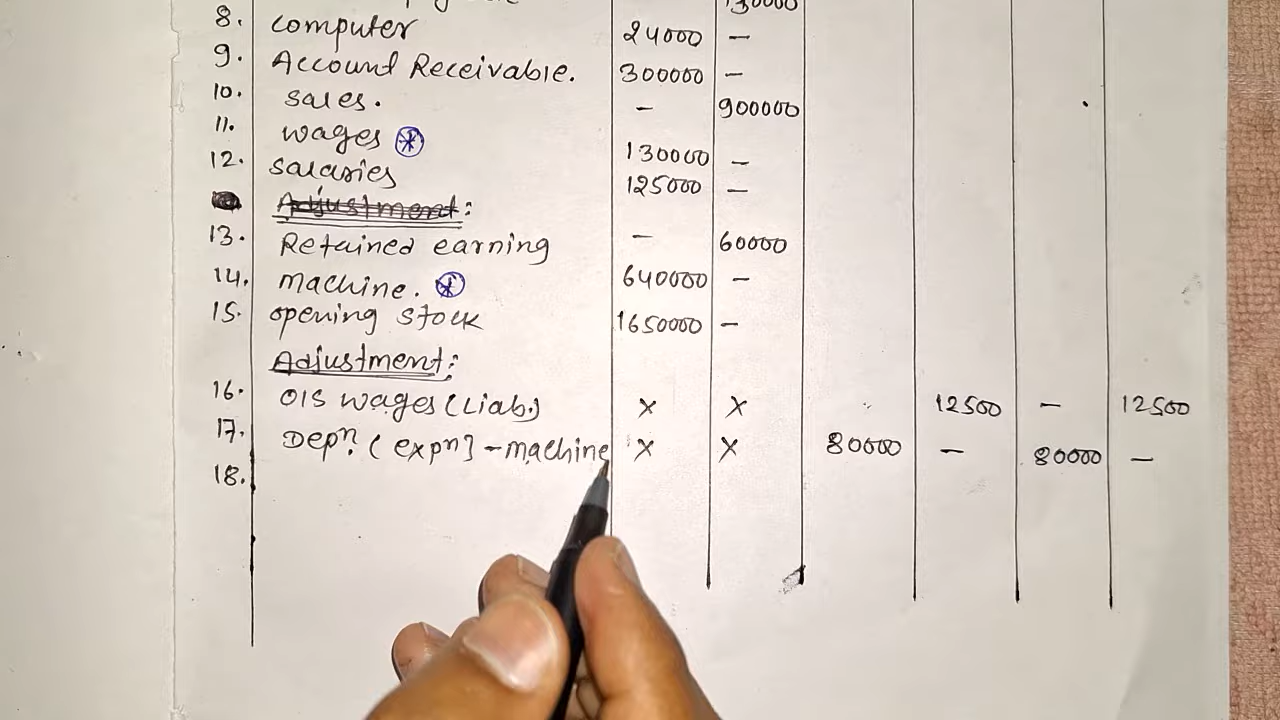 130000
8. computer 24000 —
9. Account Receivable. 300000 —
10. sales. - 900000
11. wages * 130000 —
12. salaries 125000 —
Adjustment:
13. Retained earning — 60000
14. machine. * 640000 —
15. opening stock 1650000 —
Adjustment:
16. O/S wages (Liab.) x x 12500 — 12500
17. Depn. (expn] - machine x x 80000 — 80000 —
18.